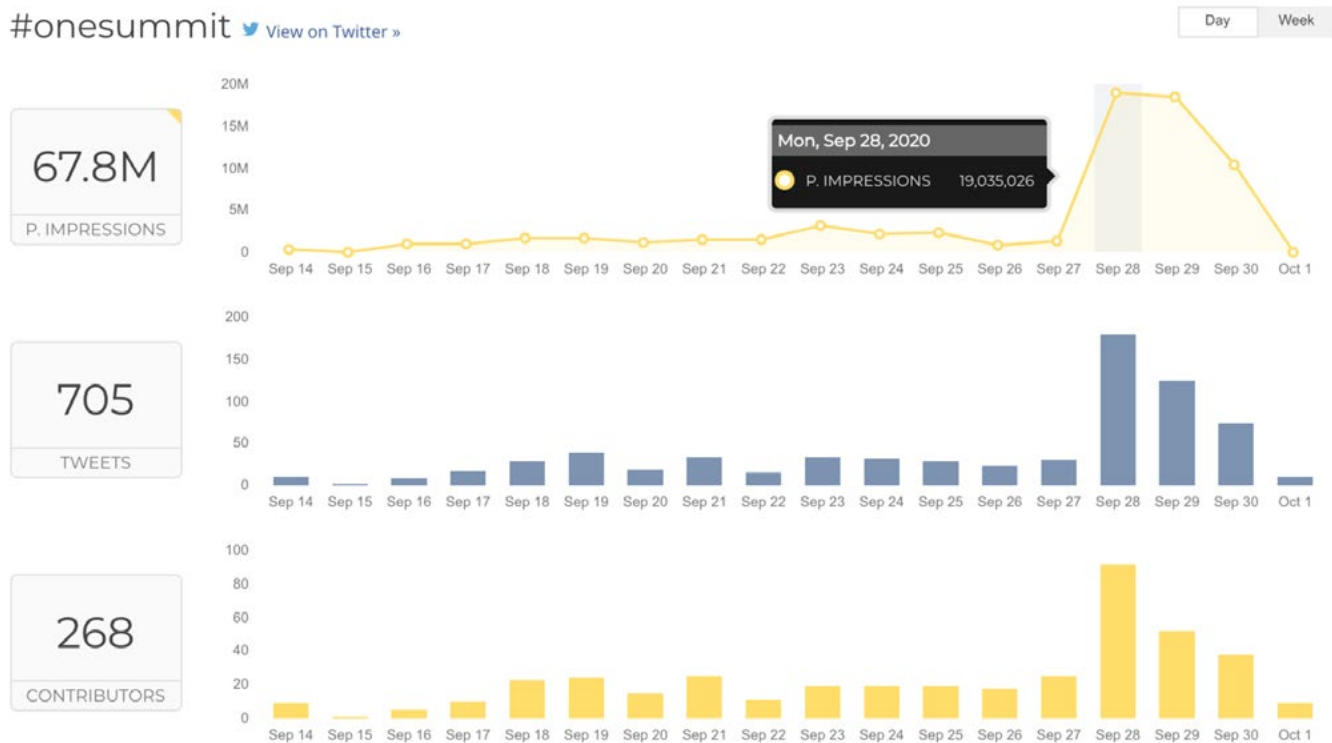 #onesummit View on Twitter »
Day Week
67.8M
P. IMPRESSIONS
20M
15M
10M
5M
0
Mon, Sep 28, 2020
P. IMPRESSIONS 19,035,026
Sep 14 Sep 15 Sep 16 Sep 17 Sep 18 Sep 19 Sep 20 Sep 21 Sep 22 Sep 23 Sep 24 Sep 25 Sep 26 Sep 27 Sep 28 Sep 29 Sep 30 Oct 1
705
TWEETS
200
150
100
50
0
Sep 14 Sep 15 Sep 16 Sep 17 Sep 18 Sep 19 Sep 20 Sep 21 Sep 22 Sep 23 Sep 24 Sep 25 Sep 26 Sep 27 Sep 28 Sep 29 Sep 30 Oct 1
268
CONTRIBUTORS
100
80
60
40
20
0
Sep 14 Sep 15 Sep 16 Sep 17 Sep 18 Sep 19 Sep 20 Sep 21 Sep 22 Sep 23 Sep 24 Sep 25 Sep 26 Sep 27 Sep 28 Sep 29 Sep 30 Oct 1